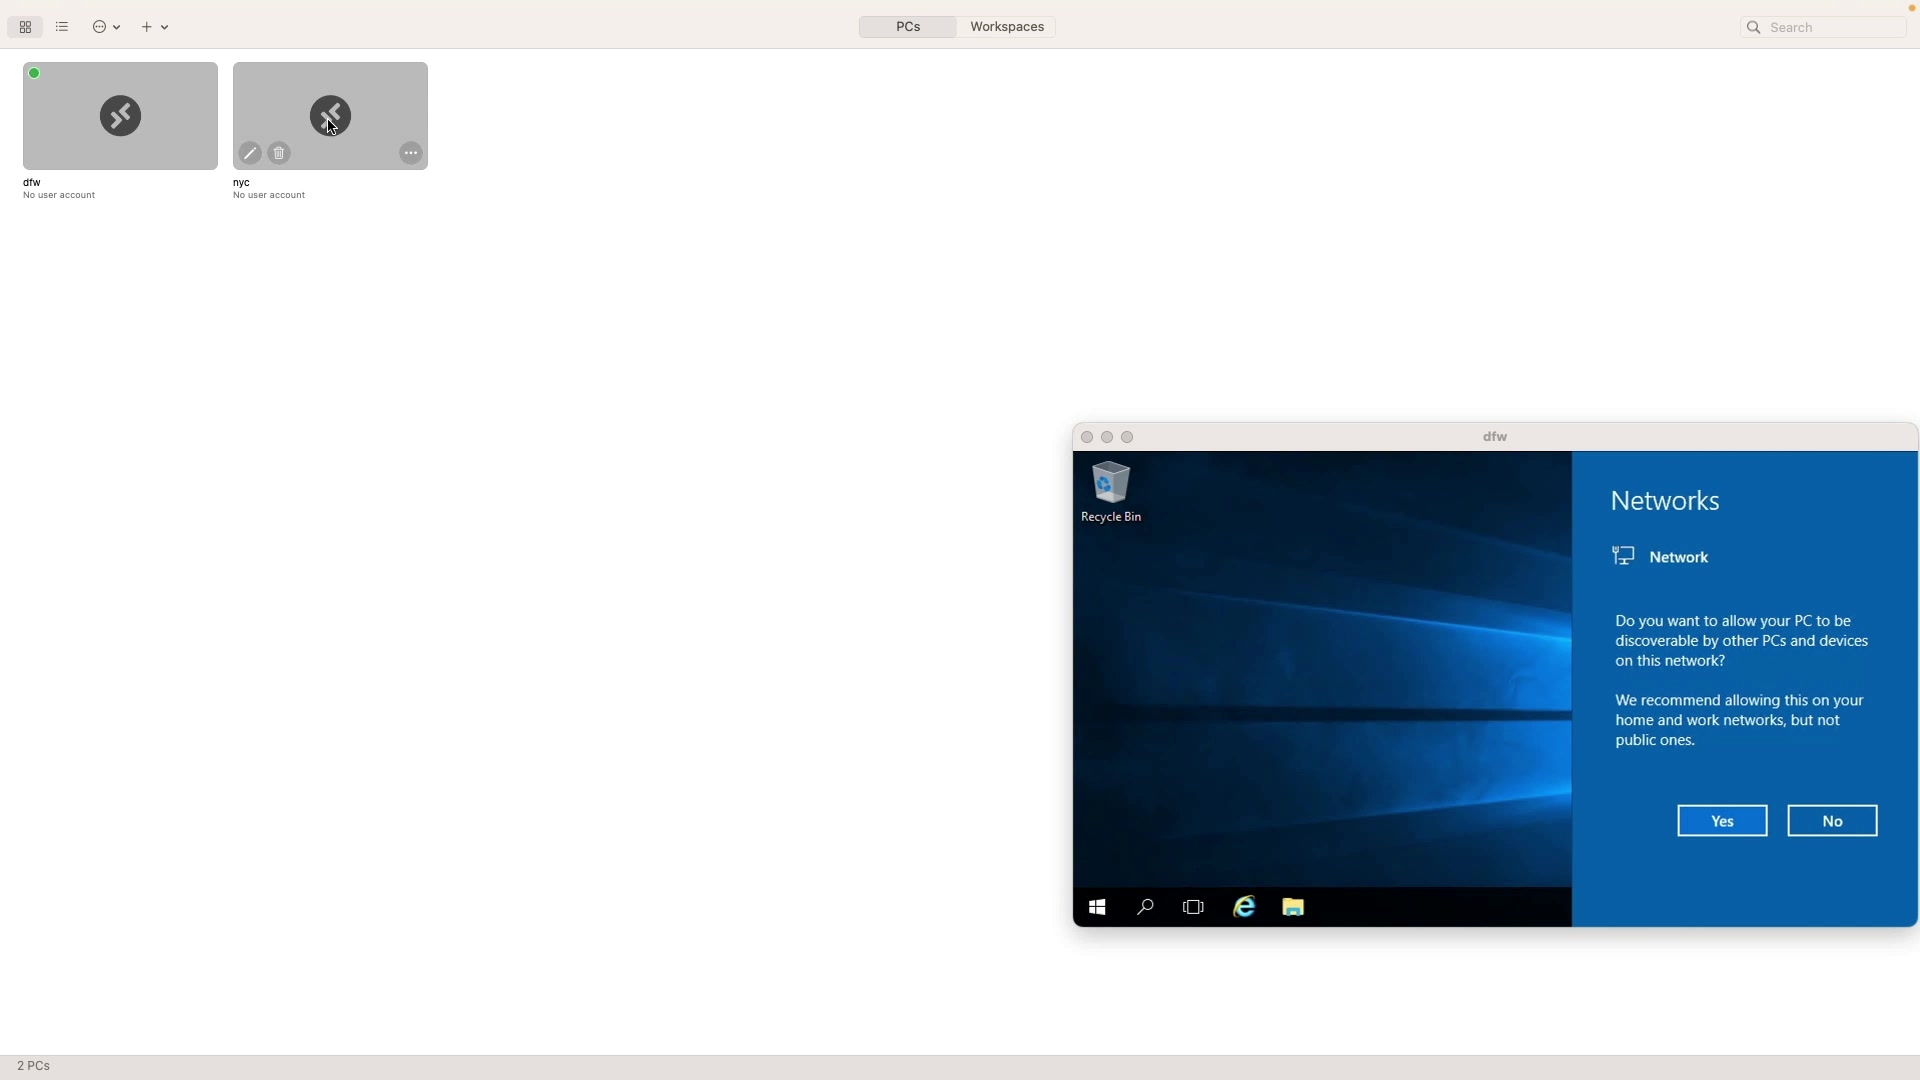 PCs
Workspaces
Search
dfw
No user account
nyc
No user account
dfw
Recycle Bin
Networks
Network
Do you want to allow your PC to be
discoverable by other PCs and devices
on this network?
We recommend allowing this on your
home and work networks, but not
public ones.
Yes
No
2 PCs